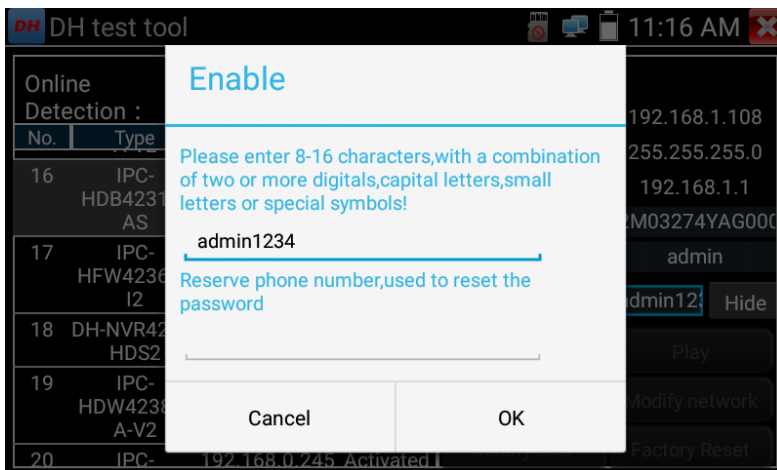 DH DH test tool 11:16 AM
Enable
Please enter 8-16 characters,with a combination
of two or more digitals,capital letters,small
letters or special symbols!
admin1234
Reserve phone number,used to reset the
password
Cancel OK
Online
Detection :
No. Type
16 IPC-
HDB4231
AS
17 IPC-
HFW4236
I2
18 DH-NVR42
HDS2
19 IPC-
HDW4238
A-V2
20 IPC- 192.168.0.245 Activated
192.168.1.108
255.255.255.0
192.168.1.1
2M03274YAG000
admin
dmin12 Hide
Play
Modify network
Factory Reset